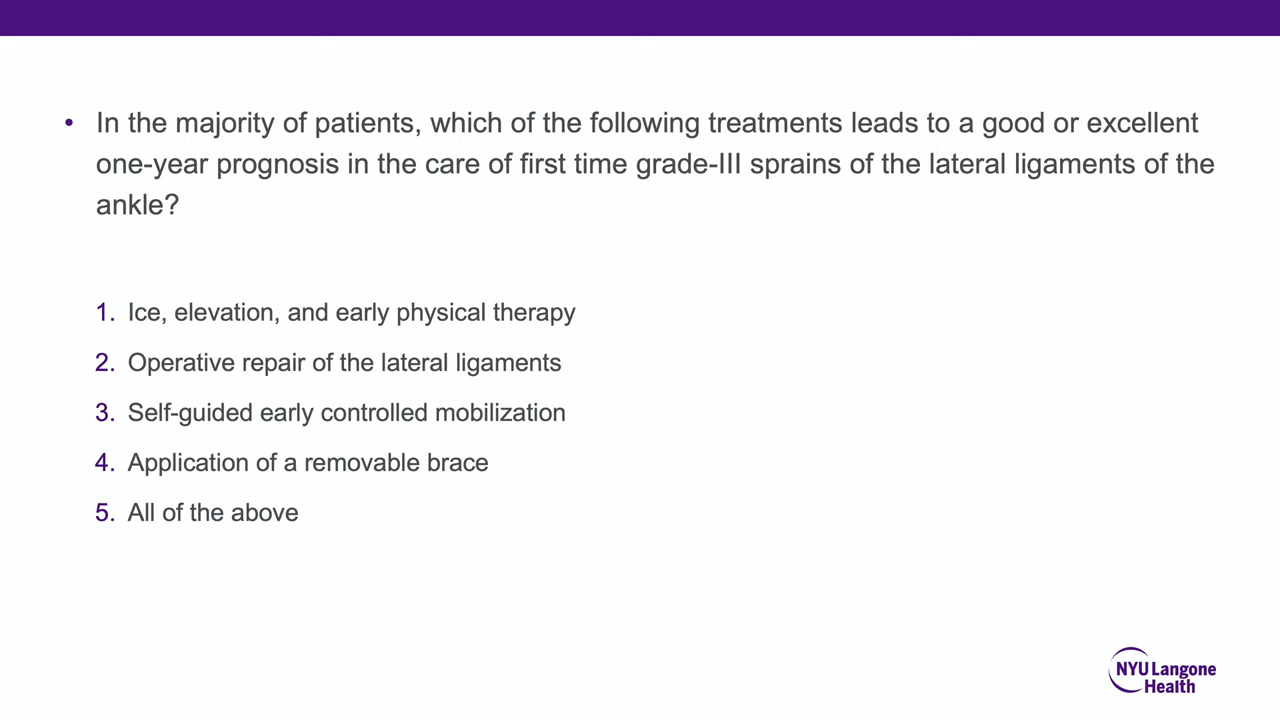 • In the majority of patients, which of the following treatments leads to a good or excellent
one-year prognosis in the care of first time grade-III sprains of the lateral ligaments of the
ankle?
1. Ice, elevation, and early physical therapy
2. Operative repair of the lateral ligaments
3. Self-guided early controlled mobilization
4. Application of a removable brace
5. All of the above
NYU Langone
Health